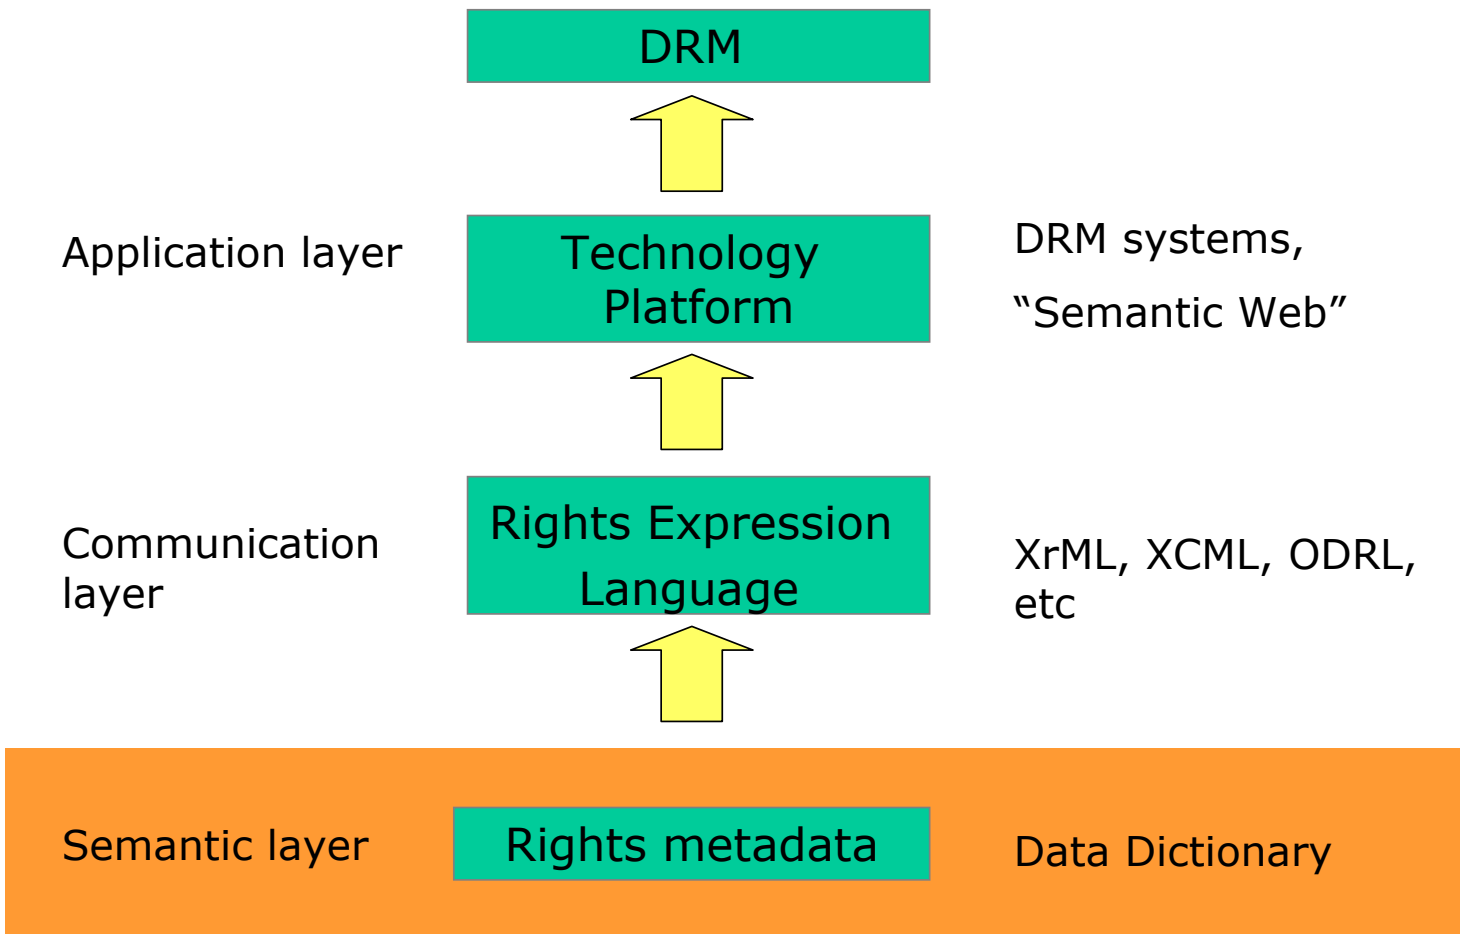 DRM
Application layer
Technology
Platform
DRM systems,
“Semantic Web”
Communication
layer
Rights Expression
Language
XrML, XCML, ODRL,
etc
Semantic layer
Rights metadata
Data Dictionary